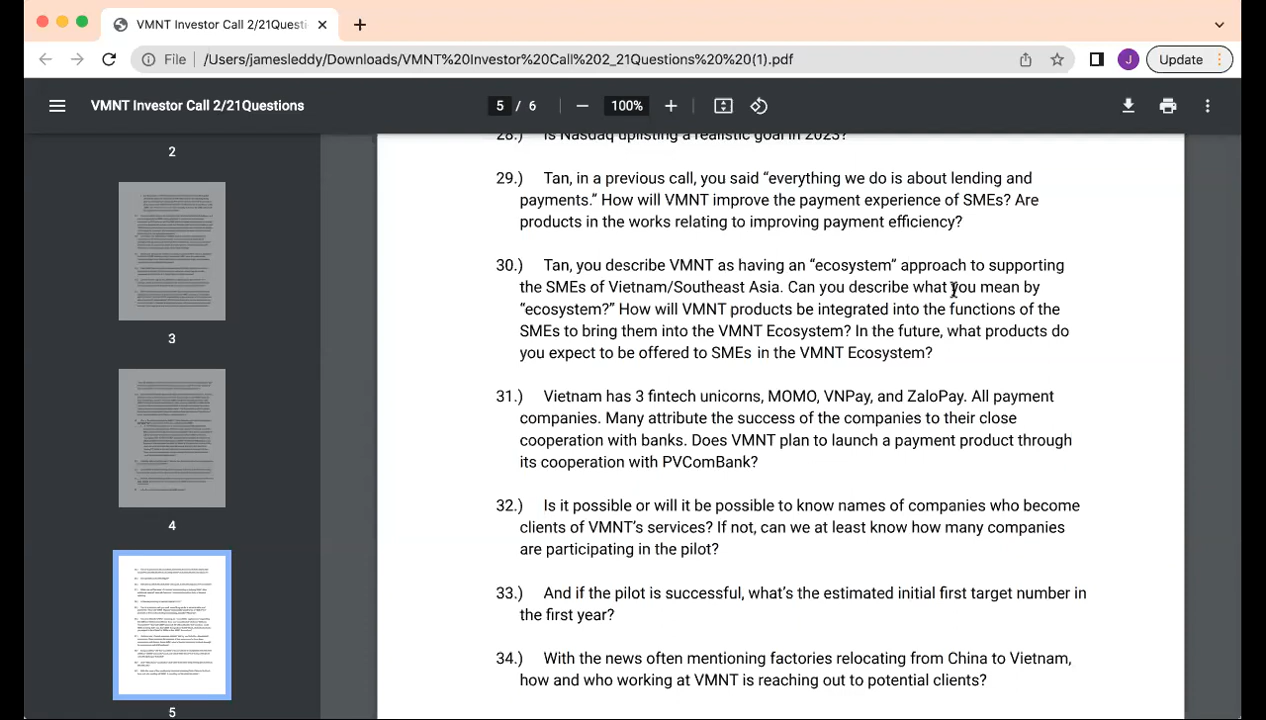 VMNT Investor Call 2/21Questi
File
/Users/jamesleddy/Downloads/VMNT%20Investor%20Call%202_21Questions%20%20(1).pdf
J
Update
VMNT Investor Call 2/21Questions
5 / 6
100%
2
3
4
5
28.) Is Nasdaq uplisting a realistic goal in 2023?
29.) Tan, in a previous call, you said “everything we do is about lending and
payments.” How will VMNT improve the payment experience of SMEs? Are
products in the works relating to improving payment efficiency?
30.) Tan, you describe VMNT as having an “ecosystem” approach to supporting
the SMEs of Vietnam/Southeast Asia. Can you describe what you mean by
“ecosystem?” How will VMNT products be integrated into the functions of the
SMEs to bring them into the VMNT Ecosystem? In the future, what products do
you expect to be offered to SMEs in the VMNT Ecosystem?
31.) Vietnam has 3 fintech unicorns, MOMO, VNPay, and ZaloPay. All payment
companies. Many attribute the success of the companies to their close
cooperation with banks. Does VMNT plan to launch a payment product through
its cooperation with PVComBank?
32.) Is it possible or will it be possible to know names of companies who become
clients of VMNT’s services? If not, can we at least know how many companies
are participating in the pilot?
33.) And if the pilot is successful, what’s the estimated initial first target number in
the first year?
34.) With the news often mentioning factories relocating from China to Vietnam,
how and who working at VMNT is reaching out to potential clients?